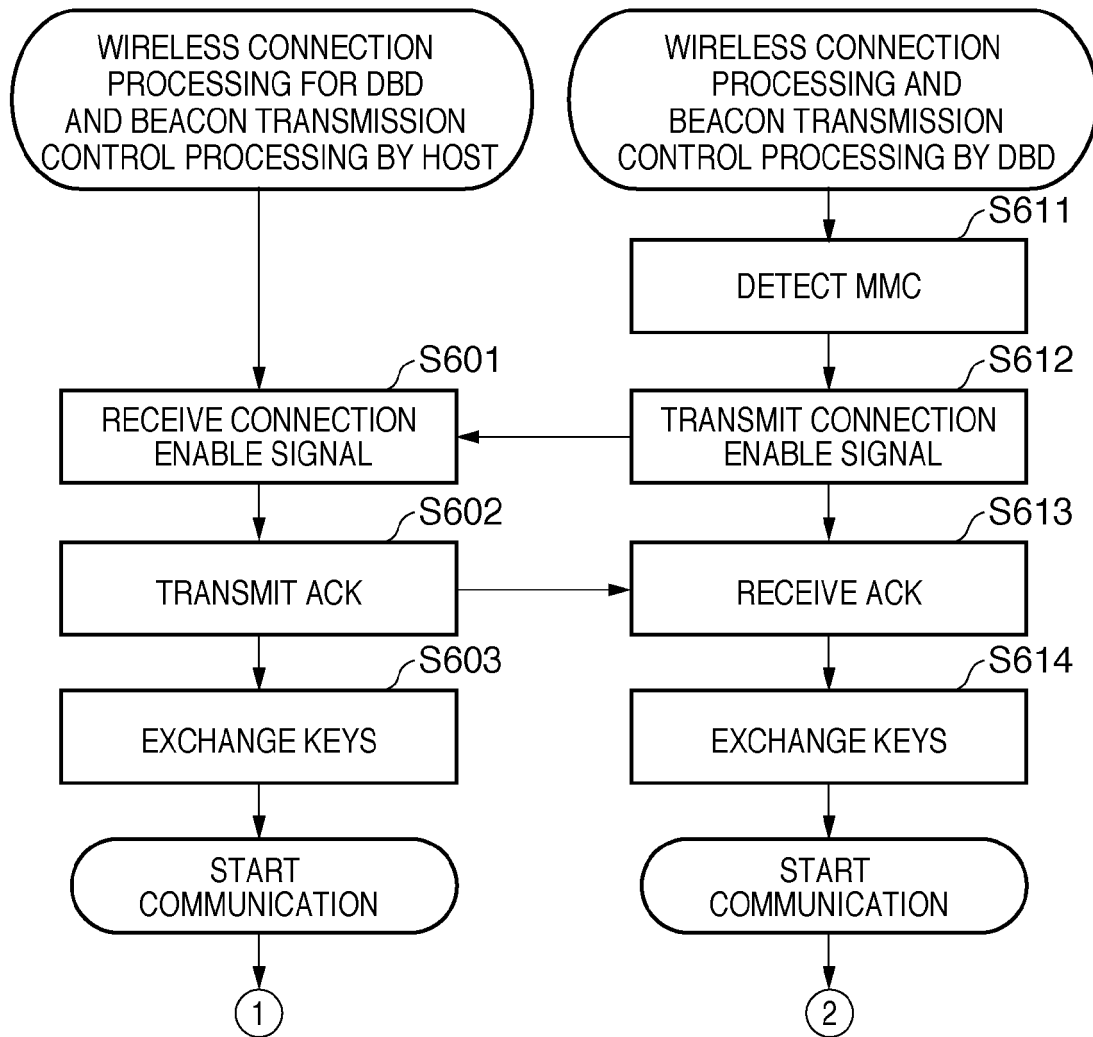 WIRELESS CONNECTION
PROCESSING FOR DBD
AND BEACON TRANSMISSION
CONTROL PROCESSING BY HOST
WIRELESS CONNECTION
PROCESSING AND
BEACON TRANSMISSION
CONTROL PROCESSING BY DBD
S611
DETECT MMC
S601
RECEIVE CONNECTION
ENABLE SIGNAL
S612
TRANSMIT CONNECTION
ENABLE SIGNAL
S602
TRANSMIT ACK
S613
RECEIVE ACK
S603
EXCHANGE KEYS
S614
EXCHANGE KEYS
START
COMMUNICATION
START
COMMUNICATION
1
2